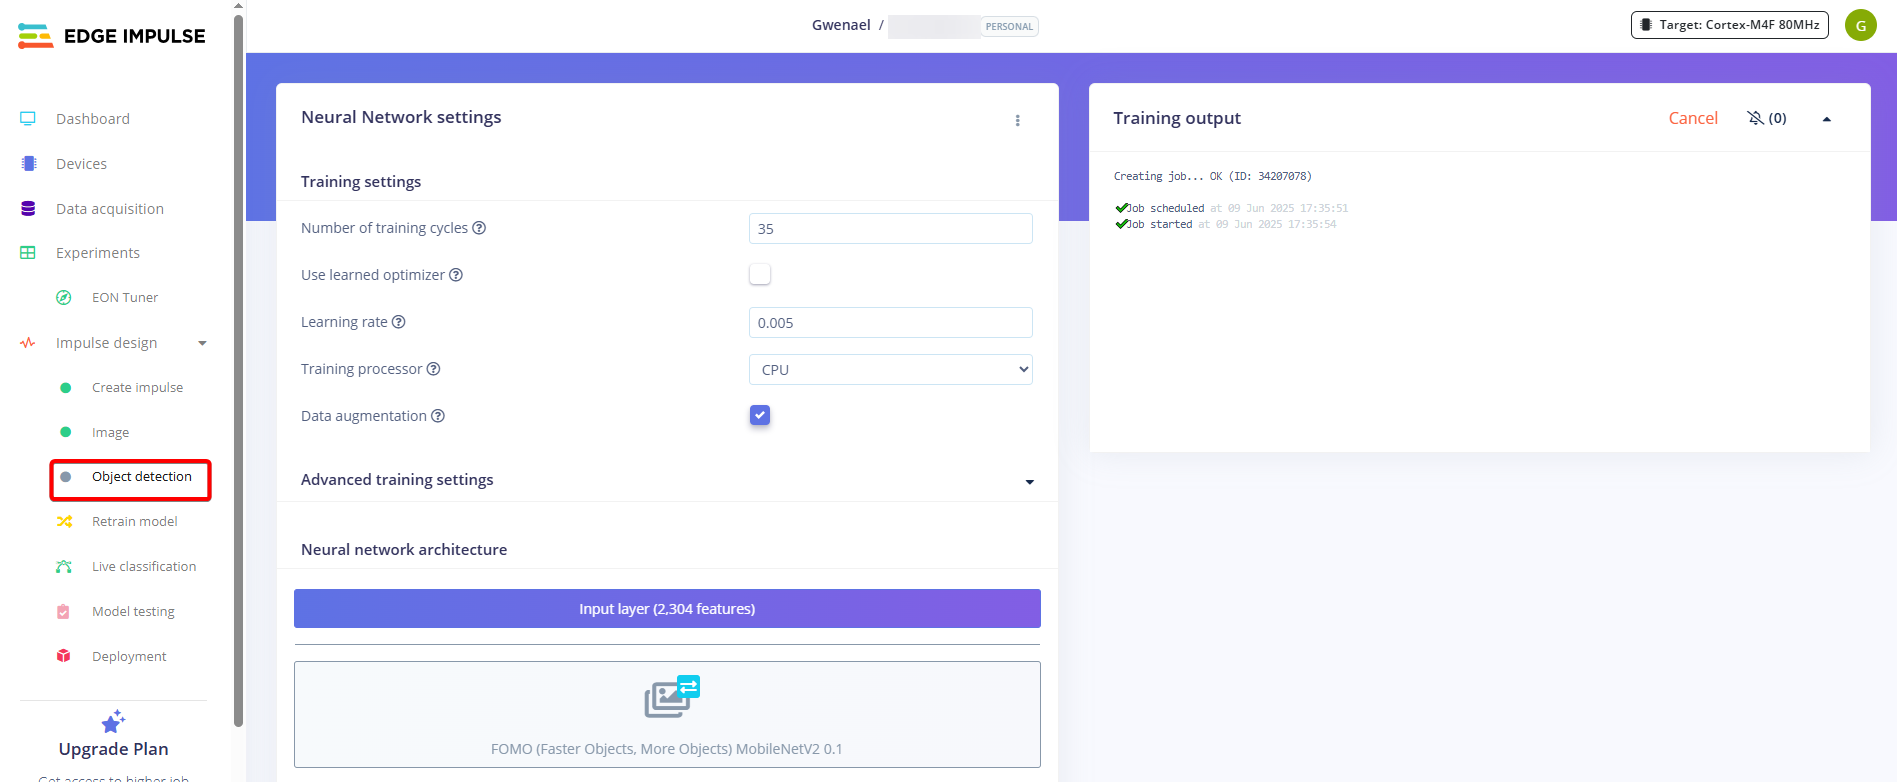 EDGE IMPULSE
Dashboard
Devices
Data acquisition
Experiments
EON Tuner
Impulse design
Create impulse
Image
Object detection
Retrain model
Live classification
Model testing
Deployment
Upgrade Plan
Get access to higher job
Gwenael / PERSONAL
Target: Cortex-M4F 80MHz
G
Neural Network settings
Training settings
Number of training cycles ? 35
Use learned optimizer ?
Learning rate ? 0.005
Training processor ? CPU
Data augmentation ?
Advanced training settings
Neural network architecture
Input layer (2,304 features)
FOMO (Faster Objects, More Objects) MobileNetV2 0.1
Training output Cancel (0)
Creating job... OK (ID: 34207078)
Job scheduled at 09 Jun 2025 17:35:51
Job started at 09 Jun 2025 17:35:54